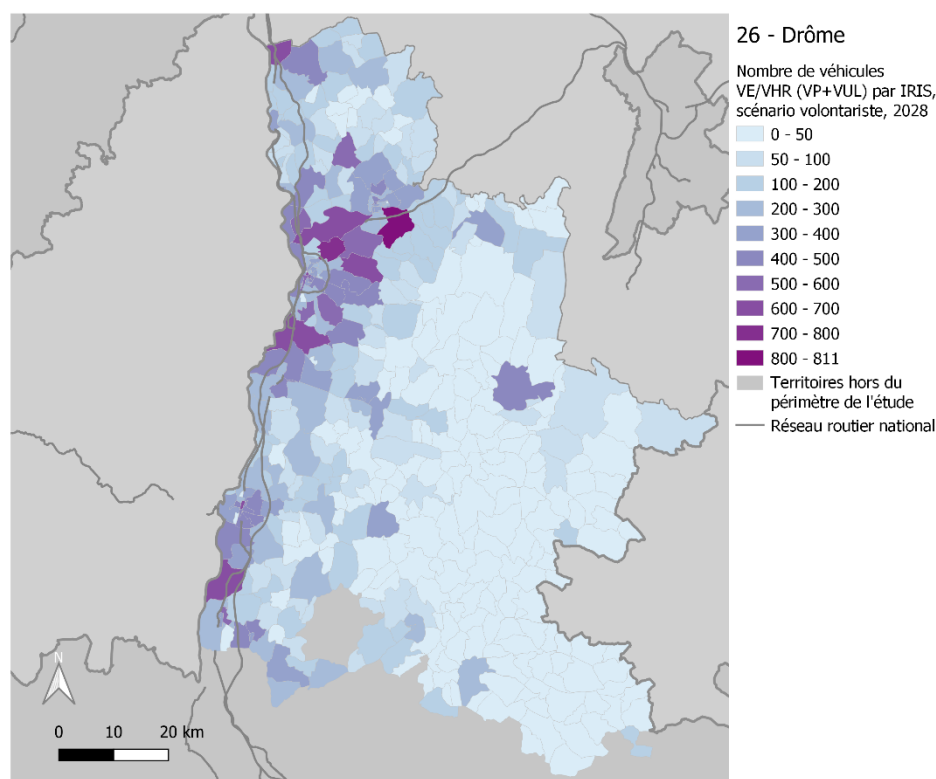 26 - Drôme
Nombre de véhicules
VE/VHR (VP+VUL) par IRIS,
scénario volontariste, 2028
0 - 50
50 - 100
100 - 200
200 - 300
300 - 400
400 - 500
500 - 600
600 - 700
700 - 800
800 - 811
Territoires hors du
périmètre de l'étude
Réseau routier national
N
0 10 20 km